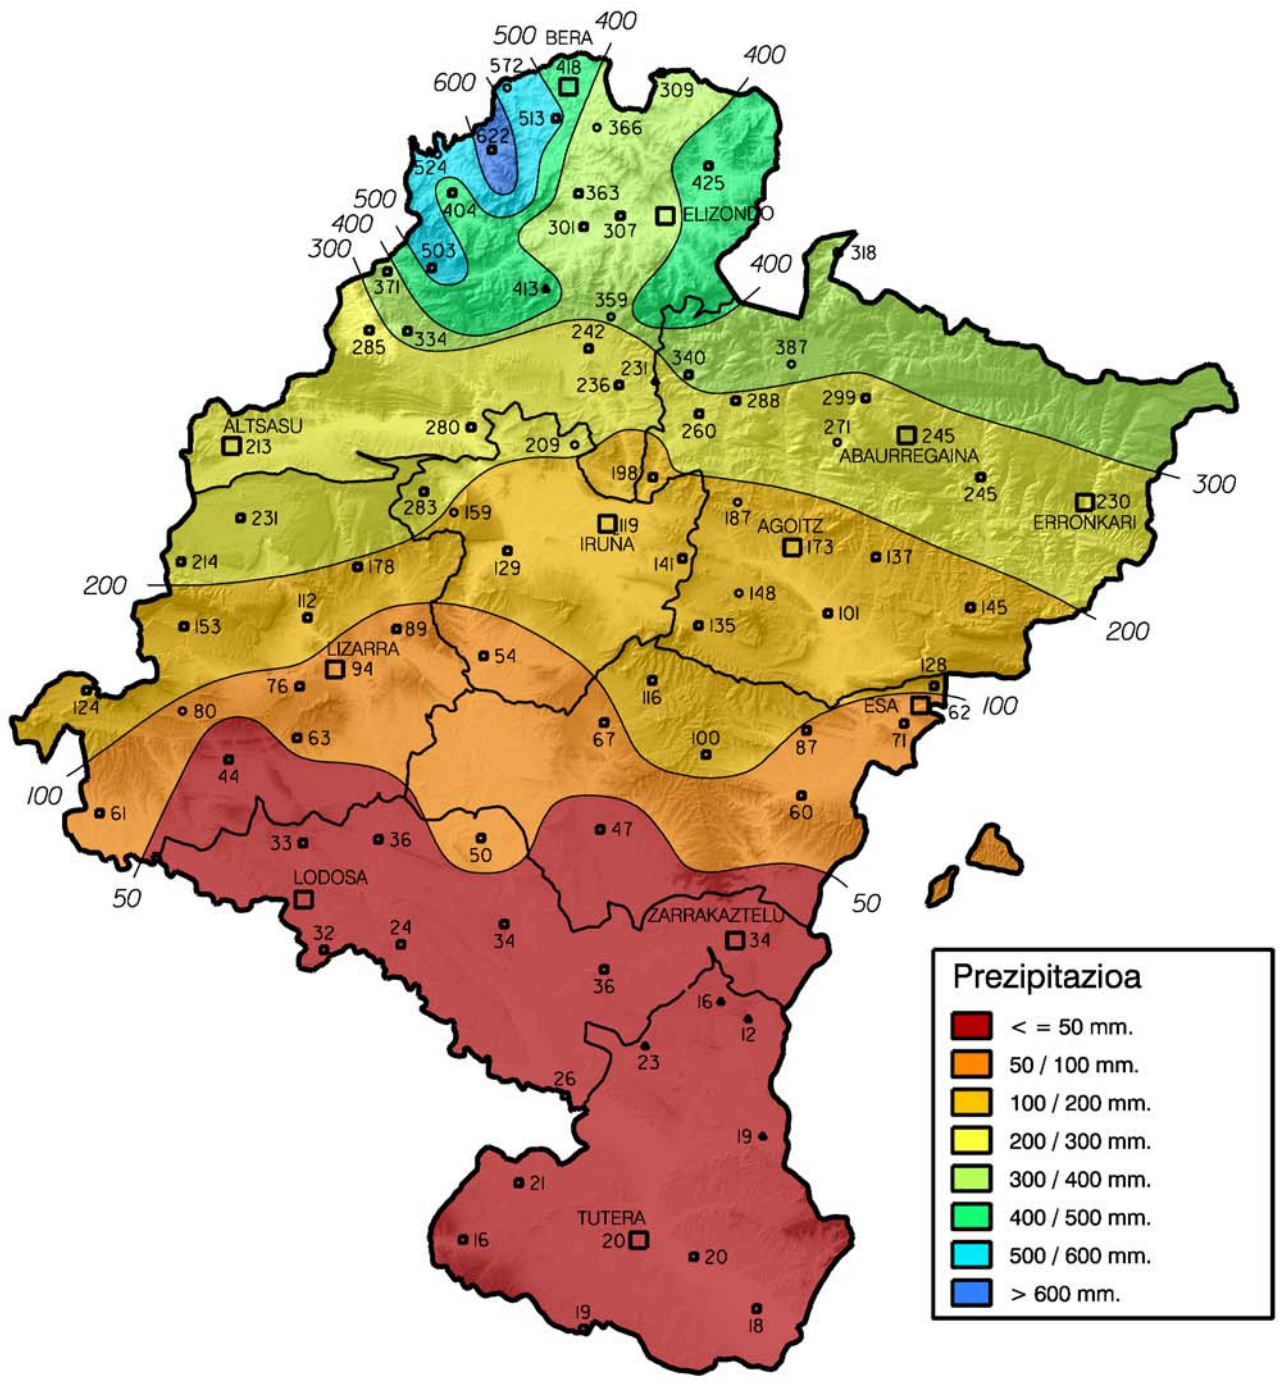 400
500 BERA
572 418 400
600 309
513 366
622
524 425
404 363
500 301 307 ELIZONDO
400 503
300 371 413 400 318
359
285 334 242 340 387
236 231
288 299
ALTSASU 280 209 260 271 245
213 ABAURREGAINA
198 245 300
283 230
231 159 119 187 AGOITZ ERRONKARI
IRUNA 173
214 129 141 137
200 178
112 148 101 145
153 135 200
89
LIZARRA 54
94 128
76 116 ESA 62 100
124 80 67 71
63 100 87
44
100 60
61
33 36 50 47
LODOSA
50 50
32 24 34 ZARRAKAZTELU
34
36 16
12
23
26
19
21
TUTERA
16 20 20
19 18
Prezipitazioa
< = 50 mm.
50 / 100 mm.
100 / 200 mm.
200 / 300 mm.
300 / 400 mm.
400 / 500 mm.
500 / 600 mm.
> 600 mm.